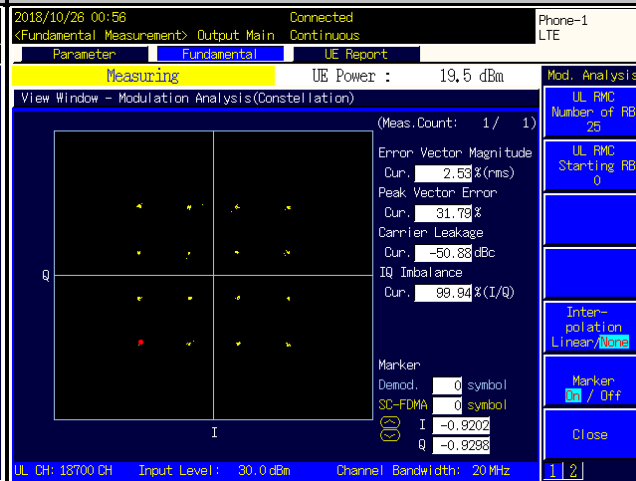 2018/10/26 00:56 Connected Phone-1
<Fundamental Measurement> Output Main Continuous LTE
Parameter Fundamental UE Report
Measuring UE Power : 19.5 dBm Mod. Analysis
View Window - Modulation Analysis(Constellation)
(Meas.Count: 1/ 1)
Error Vector Magnitude
Cur. 2.53 %(rms)
Peak Vector Error
Cur. 31.79 %
Carrier Leakage
Cur. -50.88 dBc
IQ Imbalance
Cur. 99.94 %(I/Q)
Q
I
Marker
Demod. 0 symbol
SC-FDMA 0 symbol
I -0.9202
Q -0.9298
UL RMC
Number of RB
25
UL RMC
Starting RB
0
Inter-
polation
Linear/None
Marker
On / Off
Close
UL CH: 18700 CH Input Level: 30.0 dBm Channel Bandwidth: 20 MHz 1 2